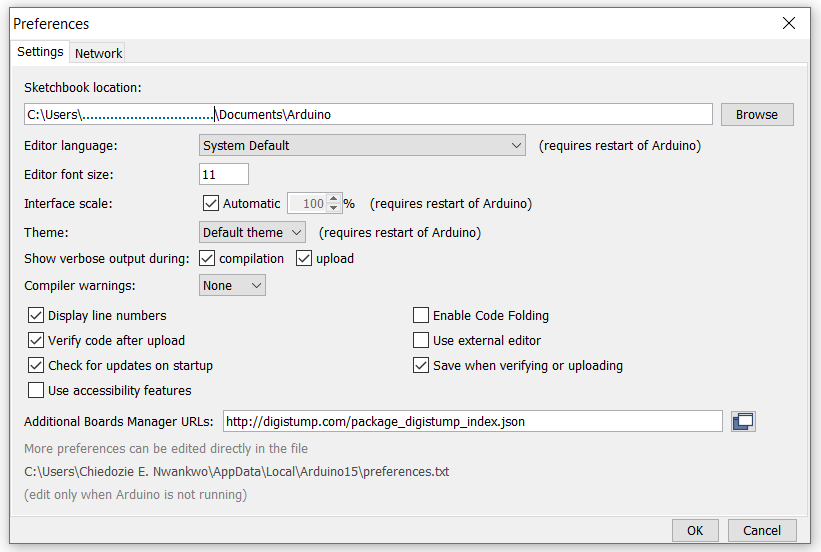 Preferences
Settings Network
Sketchbook location:
C:\Users\.................................\Documents\Arduino Browse
Editor language: System Default (requires restart of Arduino)
Editor font size: 11
Interface scale: Automatic 100 % (requires restart of Arduino)
Theme: Default theme (requires restart of Arduino)
Show verbose output during: compilation upload
Compiler warnings: None
Display line numbers Enable Code Folding
Verify code after upload Use external editor
Check for updates on startup Save when verifying or uploading
Use accessibility features
Additional Boards Manager URLs: http://digistump.com/package_digistump_index.json
More preferences can be edited directly in the file
C:\Users\Chiedozie E. Nwankwo\AppData\Local\Arduino15\preferences.txt
(edit only when Arduino is not running)
OK Cancel